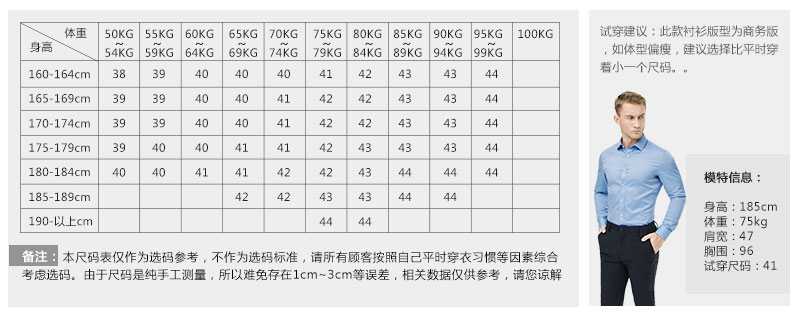 体重
身高
50KG~54KG 55KG~59KG 60KG~64KG 65KG~69KG 70KG~74KG 75KG~79KG 80KG~84KG 85KG~89KG 90KG~94KG 95KG~99KG 100KG
160-164cm 38 39 40 40 40 41 42 43 43 44
165-169cm 39 39 40 40 41 42 42 43 43 44
170-174cm 39 39 40 40 41 42 42 43 43 44
175-179cm 39 40 40 41 42 42 43 43 44 44
180-184cm 40 40 41 41 42 42 43 44 44 44
185-189cm 42 42 43 43 44 44
190-以上cm 44 44
备注：本尺码表仅作为选码参考，不作为选码标准，请所有顾客按照自己平时穿衣习惯等因素综合
考虑选码。由于尺码是纯手工测量，所以难免存在1cm~3cm等误差，相关数据仅供参考，请您谅解
试穿建议：此款衬衫版型为商务版
，如体型偏瘦，建议选择比平时穿
着小一个尺码。。
模特信息：
身高：185cm
体重：75kg
肩宽：47
胸围：96
试穿尺码：41